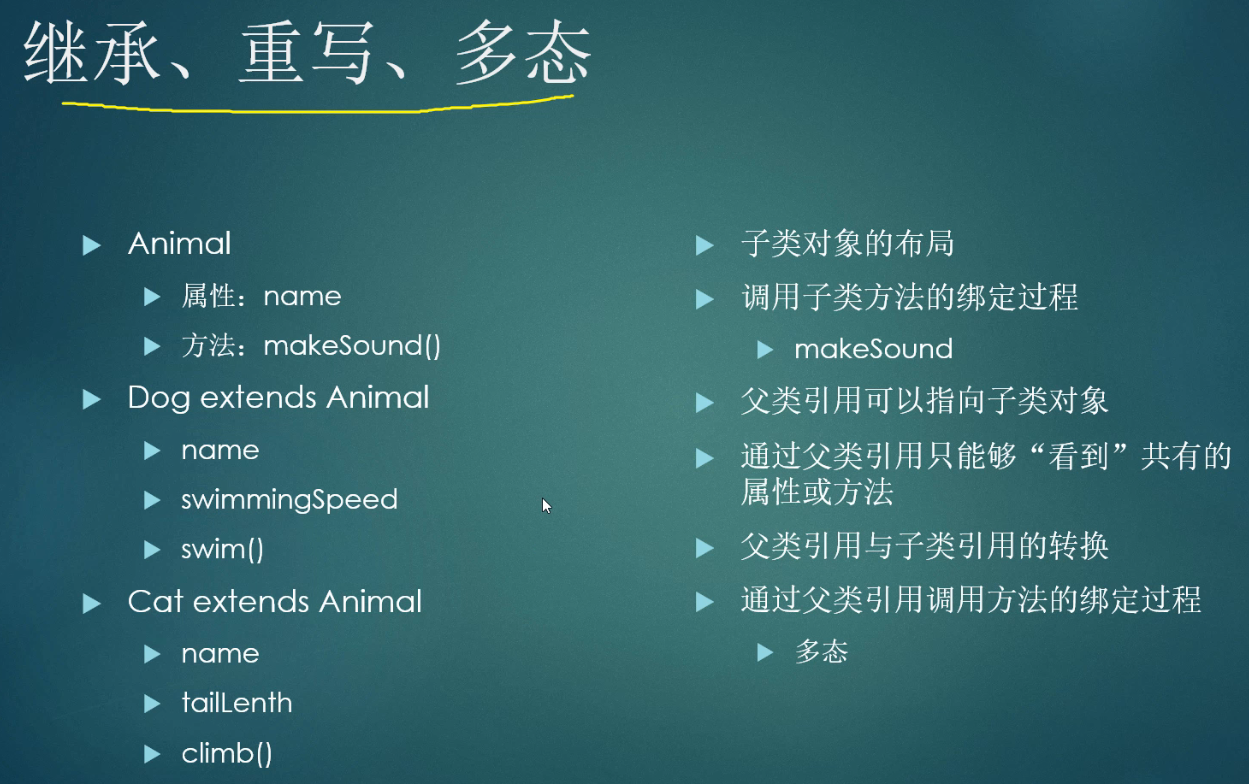 继承、重写、多态
Animal
属性：name
方法：makeSound()
Dog extends Animal
name
swimmingSpeed
swim()
Cat extends Animal
name
tailLenth
climb()
子类对象的布局
调用子类方法的绑定过程
makeSound
父类引用可以指向子类对象
通过父类引用只能够“看到”共有的
属性或方法
父类引用与子类引用的转换
通过父类引用调用方法的绑定过程
多态